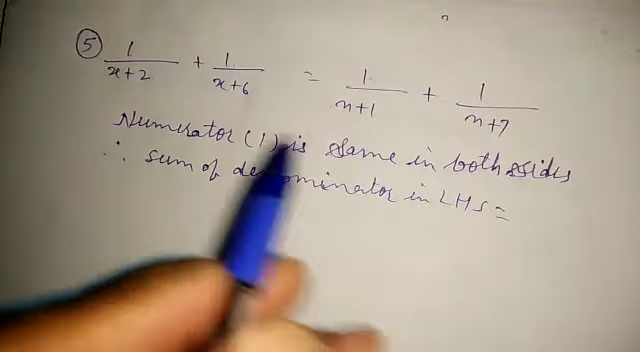 ⑤ 1/(x+2) + 1/(x+6) = 1/(x+1) + 1/(x+7)
Numerator (1) is same in both sides
∴ sum of denominator in LHS =